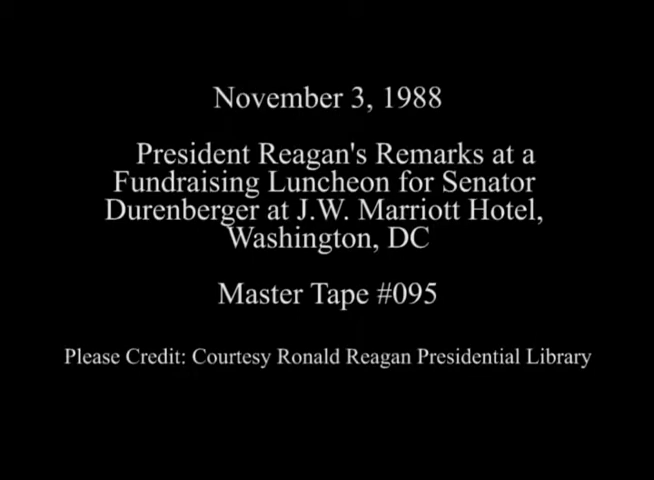 November 3, 1988
President Reagan's Remarks at a
Fundraising Luncheon for Senator
Durenberger at J.W. Marriott Hotel,
Washington, DC
Master Tape #095
Please Credit: Courtesy Ronald Reagan Presidential Library